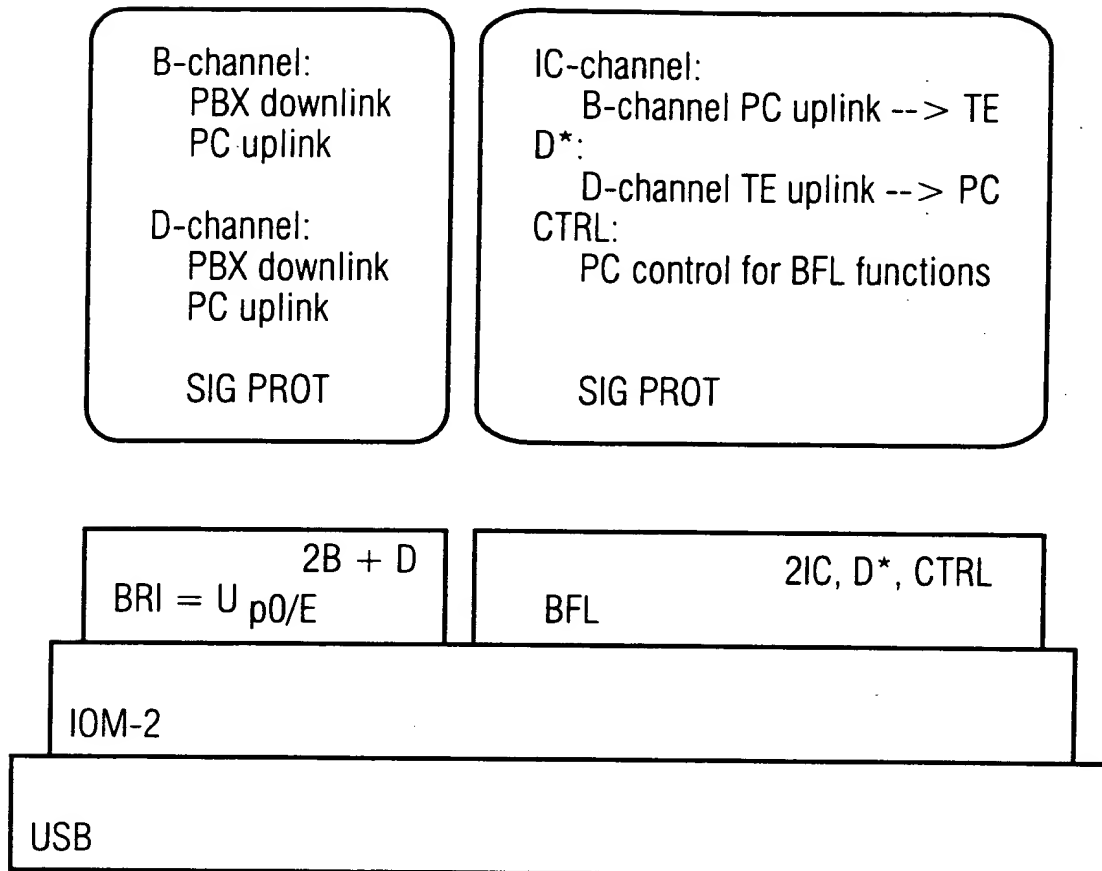 B-channel:
PBX downlink
PC uplink
D-channel:
PBX downlink
PC uplink
SIG PROT
IC-channel:
B-channel PC uplink --> TE
D*:
D-channel TE uplink --> PC
CTRL:
PC control for BFL functions
SIG PROT
2B + D
BRI = U p0/E
2IC, D*, CTRL
BFL
IOM-2
USB